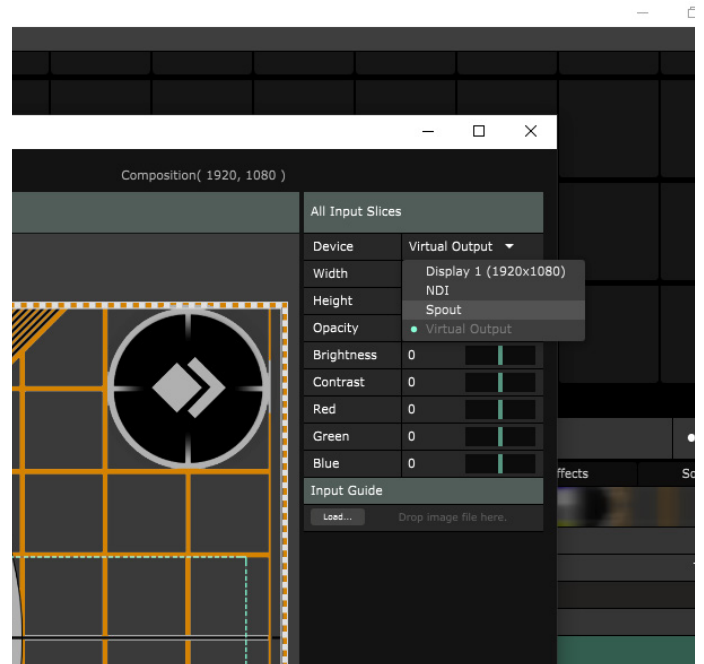 Composition( 1920, 1080 )
All Input Slices
Device Virtual Output
Width Display 1 (1920x1080)
NDI
Height
Spout
Opacity Virtual Output
Brightness 0
Contrast 0
Red 0
Green 0
Blue 0
ffects So
Input Guide
Load... Drop image file here.